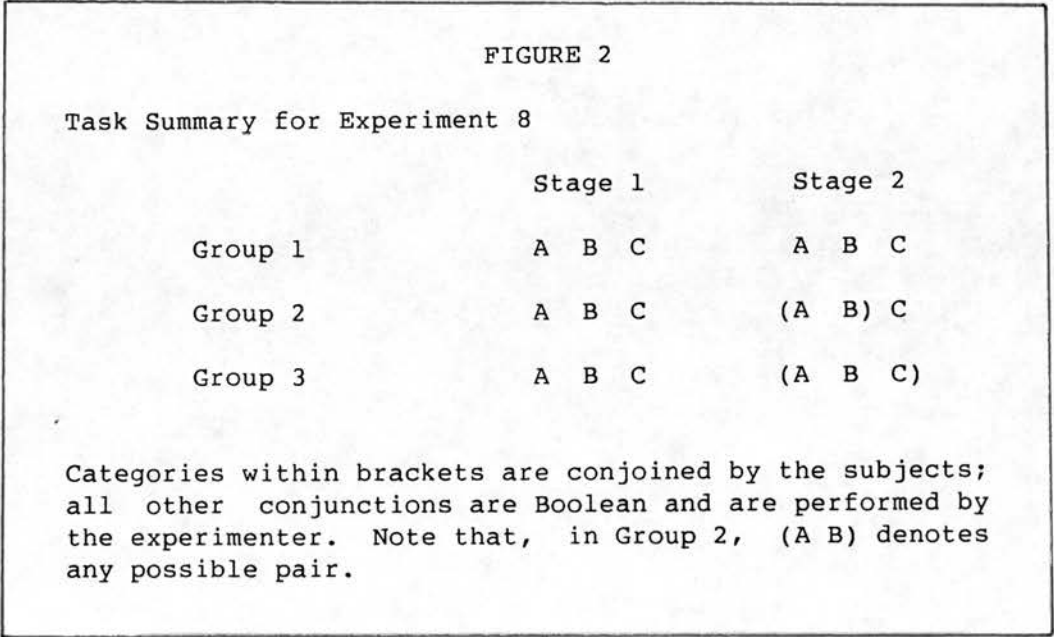 FIGURE 2
Task Summary for Experiment 8
Stage 1 Stage 2
Group 1 A B C A B C
Group 2 A B C (A B) C
Group 3 A B C (A B C)
Categories within brackets are conjoined by the subjects;
all other conjunctions are Boolean and are performed by
the experimenter. Note that, in Group 2, (A B) denotes
any possible pair.